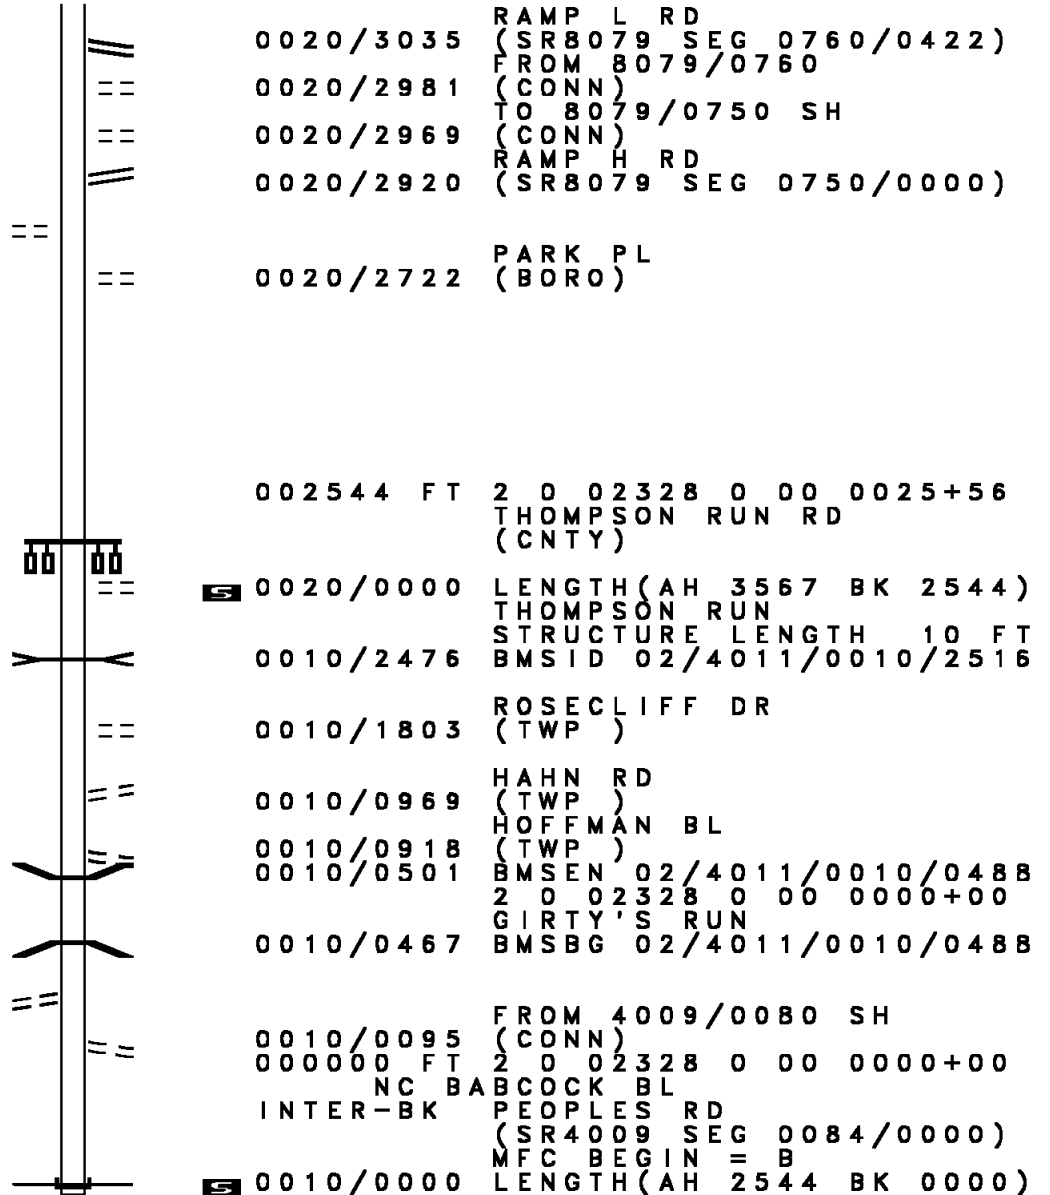 RAMP L RD
0020/3035 (SR8079 SEG 0760/0422)
FROM 8079/0760
0020/2981 (CONN)
TO 8079/0750 SH
0020/2969 (CONN)
RAMP H RD
0020/2920 (SR8079 SEG 0750/0000)
PARK PL
0020/2722 (BORO)
002544 FT 2 0 02328 0 00 0025+56
THOMPSON RUN RD
(CNTY)
S 0020/0000 LENGTH(AH 3567 BK 2544)
THOMPSON RUN
STRUCTURE LENGTH 10 FT
0010/2476 BMSID 02/4011/0010/2516
ROSECLIFF DR
0010/1803 (TWP )
HAHN RD
0010/0969 (TWP )
HOFFMAN BL
0010/0918 (TWP )
0010/0501 BMSEN 02/4011/0010/0488
2 0 02328 0 00 0000+00
GIRTY'S RUN
0010/0467 BMSBG 02/4011/0010/0488
FROM 4009/0080 SH
0010/0095 (CONN)
000000 FT 2 0 02328 0 00 0000+00
NC BABCOCK BL
INTER-BK PEOPLES RD
(SR4009 SEG 0084/0000)
MFC BEGIN = B
S 0010/0000 LENGTH(AH 2544 BK 0000)